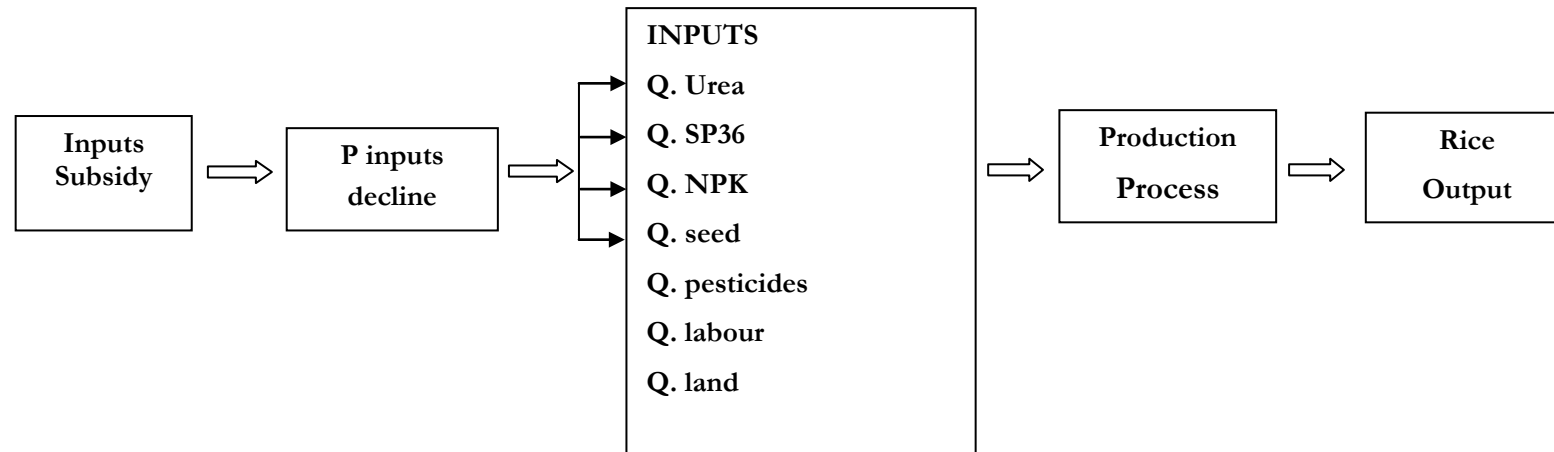 Inputs
Subsidy
P inputs
decline
INPUTS
Q. Urea
Q. SP36
Q. NPK
Q. seed
Q. pesticides
Q. labour
Q. land
Production
Process
Rice
Output